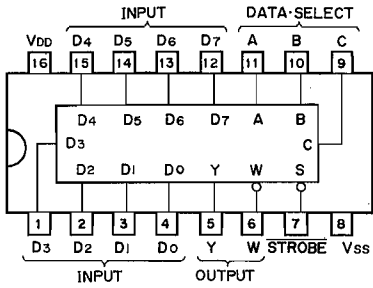 INPUT DATA·SELECT
VDD D4 D5 D6 D7 A B C
16 15 14 13 12 11 10 9
D4 D5 D6 D7 A B
D3 C
D2 D1 D0 Y W S
1 2 3 4 5 6 7 8
D3 D2 D1 D0 Y W STROBE VSS
INPUT OUTPUT